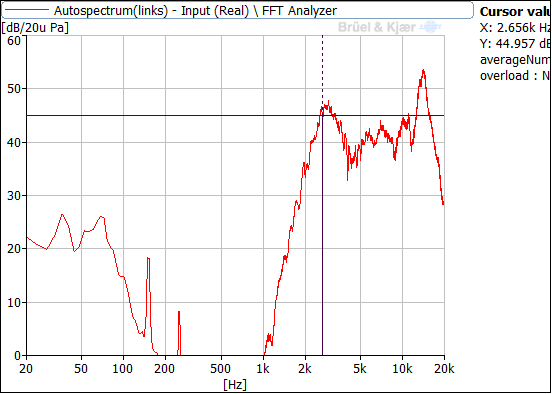 Autospectrum(links) - Input (Real) \ FFT Analyzer
Cursor valu
[dB/20u Pa]
Brüel & Kjær
X: 2.656k Hz
Y: 44.957 dB
averageNum
overload : N
60
50
40
30
20
10
0
20 50 100 200 500 1k 2k 5k 10k 20k
[Hz]